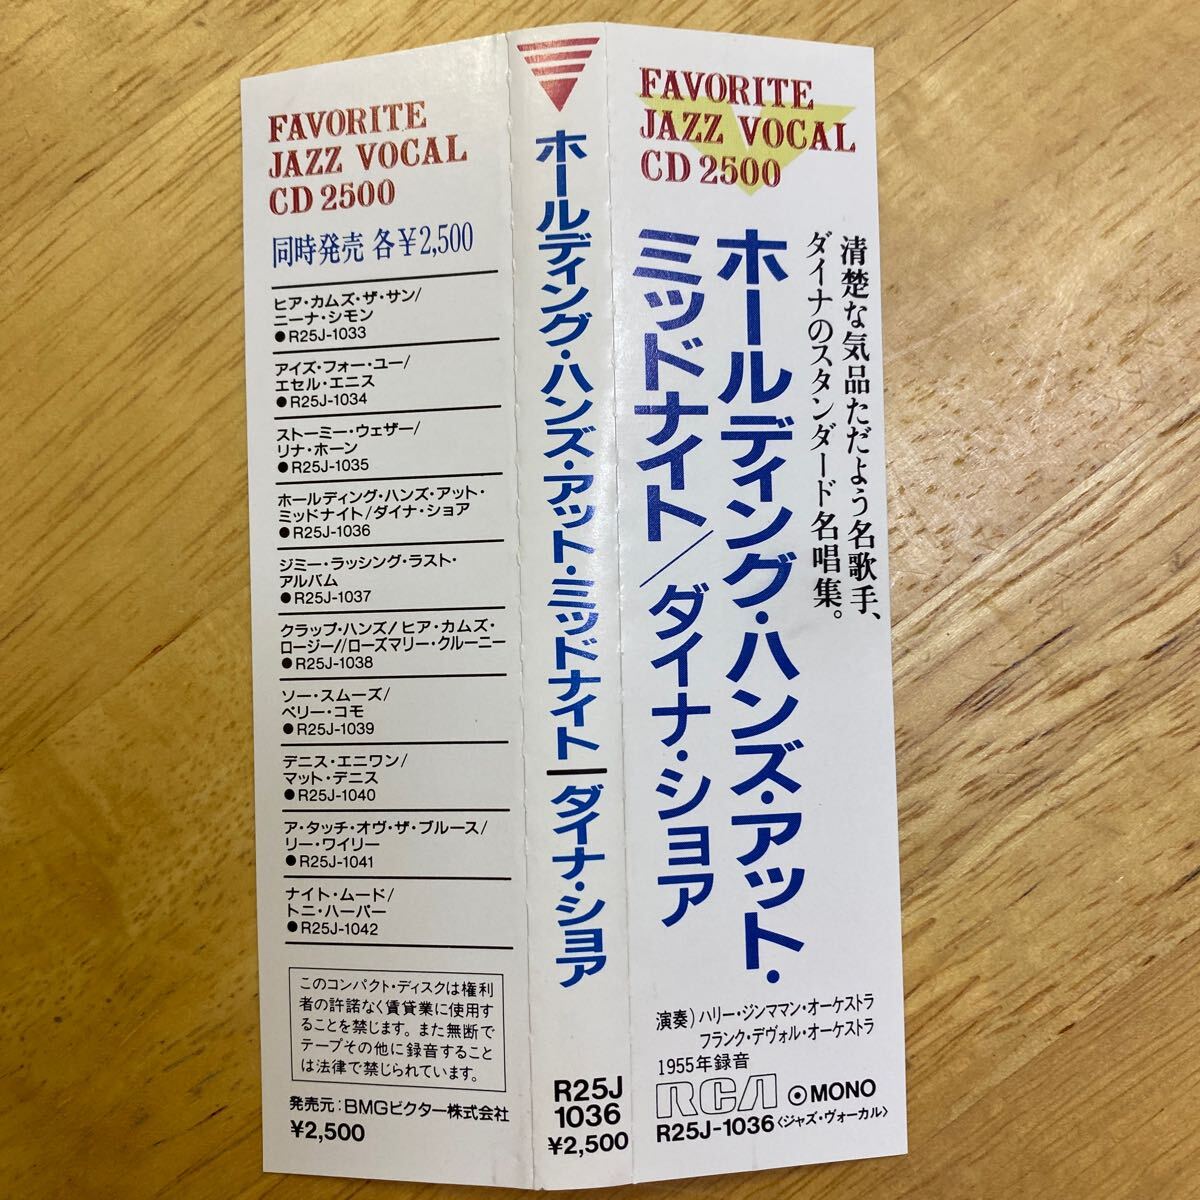 FAVORITE
JAZZ VOCAL
CD 2500
同時発売 各¥2,500
ヒア・カムズ・ザ・サン/
ニーナ・シモン
●R25J-1033
アイズ・フォー・ユー/
エセル・エニス
●R25J-1034
ストーミー・ウェザー/
リナ・ホーン
●R25J-1035
ホールディング・ハンズ・アット・
ミッドナイト/ダイナ・ショア
●R25J-1036
ジミー・ラッシング・ラスト・
アルバム
●R25J-1037
クラップ・ハンズ/ヒア・カムズ・
ロージー//ローズマリー・クルーニー
●R25J-1038
ソー・スムーズ/
ペリー・コモ
●R25J-1039
デニス・エニワン/
マット・デニス
●R25J-1040
ア・タッチ・オヴ・ザ・ブルース/
リー・ワイリー
●R25J-1041
ナイト・ムード/
トニ・ハーパー
●R25J-1042
このコンパクト・ディスクは権利
者の許諾なく賃貸業に使用す
ることを禁じます。また無断で
テープその他に録音すること
は法律で禁じられています。
発売元:BMGビクター株式会社
¥2,500
ホールディング・ハンズ・アット・ミッドナイト|ダイナ・ショア
R25J
1036
¥2,500
FAVORITE
JAZZ VOCAL
CD 2500
清楚な気品ただよう名歌手、
ダイナのスタンダード名唱集。
ホールディング・ハンズ・アット・
ミッドナイト/ダイナ・ショア
演奏)ハリー・ジンママン・オーケストラ
フランク・デヴォル・オーケストラ
1955年録音
RCA MONO
R25J-1036〈ジャズ・ヴォーカル〉